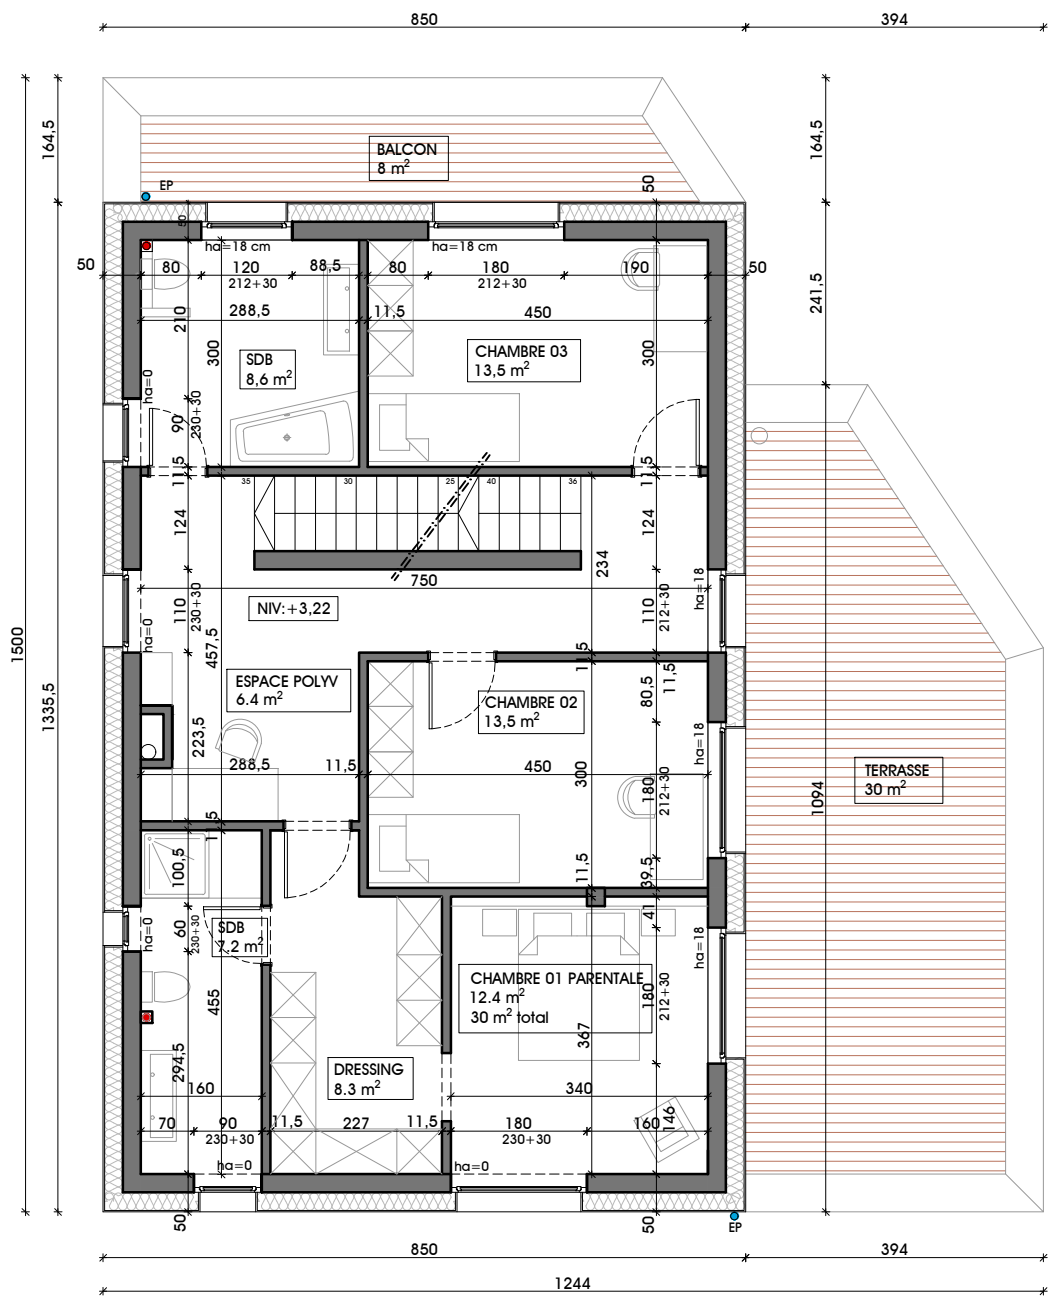 850
394
164,5
164,5
BALCON
8 m²
50
EP
50
ha=18 cm
ha=18 cm
50
80
120
88,5
80
180
190
50
212+30
212+30
241,5
210
288,5
11,5
450
300
SDB
8,6 m²
CHAMBRE 03
13,5 m²
300
ha=0
90
230+30
11,5
11,5
35
30
25
40
36
124
124
234
750
ha=18
NIV:+3,22
110
230+30
ha=0
110
212+30
1500
457,5
11,5
1335,5
ESPACE POLYV
6.4 m²
80,5
11,5
CHAMBRE 02
13,5 m²
223,5
ha=18
288,5
11,5
450
300
180
212+30
TERRASSE
30 m²
1094
100,5
11,5
39,5
60
230+30
ha=0
SDB
7.2 m²
41
ha=18
CHAMBRE 01 PARENTALE
12.4 m²
30 m² total
180
212+30
455
367
294,5
DRESSING
8.3 m²
160
340
70
90
11,5
227
11,5
180
160
146
230+30
230+30
ha=0
ha=0
50
50
EP
850
394
1244